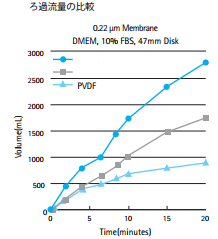 ろ過流量の比較
0.22 μm Membrane
DMEM, 10% FBS, 47mm Disk
PVDF
Volume(mL)
3000
2500
2000
1500
1000
500
0
0
5
10
15
20
Time(minutes)